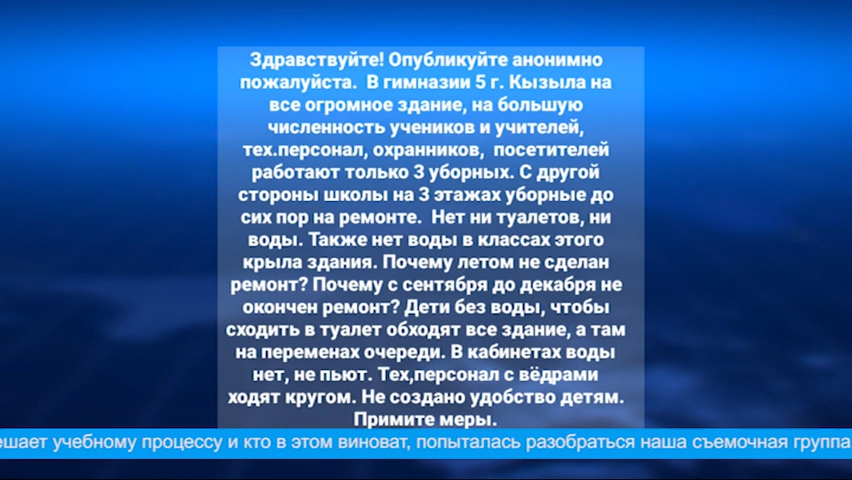 Здравствуйте! Опубликуйте анонимно
пожалуйста. В гимназии 5 г. Кызыла на
все огромное здание, на большую
численность учеников и учителей,
тех.персонал, охранников, посетителей
работают только 3 уборных. С другой
стороны школы на 3 этажах уборные до
сих пор на ремонте. Нет ни туалетов, ни
воды. Также нет воды в классах этого
крыла здания. Почему летом не сделан
ремонт? Почему с сентября до декабря не
окончен ремонт? Дети без воды, чтобы
сходить в туалет обходят все здание, а там
на переменах очереди. В кабинетах воды
нет, не пьют. Тех,персонал с вёдрами
ходят кругом. Не создано удобство детям.
Примите меры.
ешает учебному процессу и кто в этом виноват, попыталась разобраться наша съемочная группа